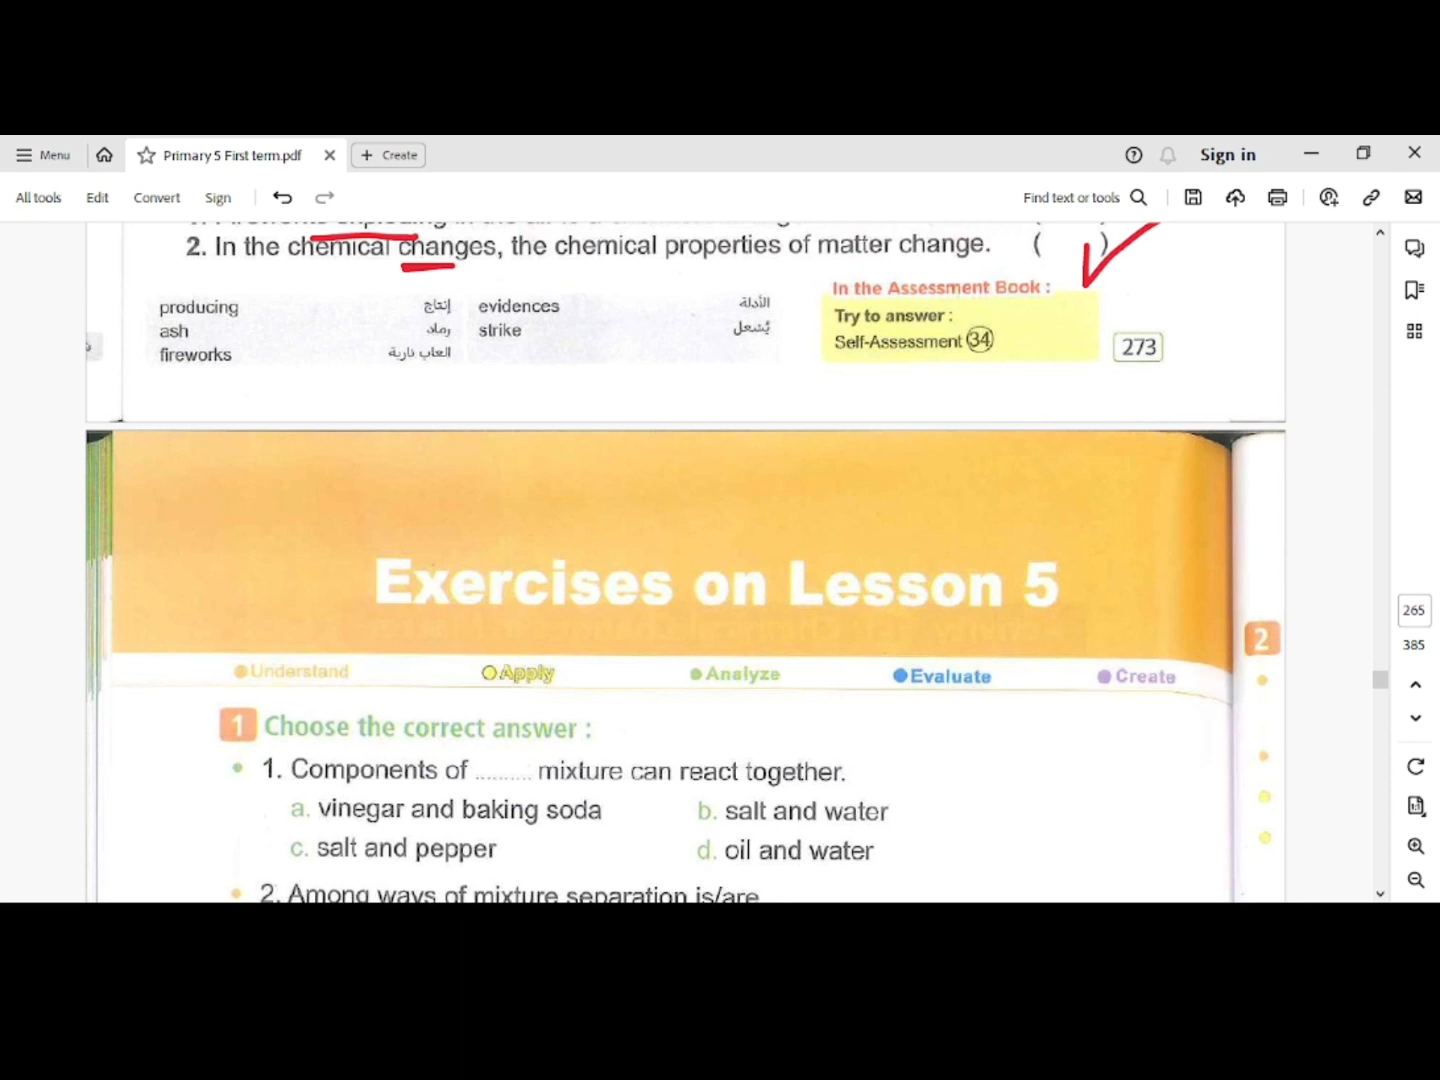 Menu
Primary 5 First term.pdf
Create
Sign in
All tools Edit Convert Sign
Find text or tools
2. In the chemical changes, the chemical properties of matter change. ( )
producing إنتاج evidences الأدلة
ash رماد strike يُشعل
fireworks العاب نارية
In the Assessment Book :
Try to answer :
Self-Assessment 34
273
Exercises on Lesson 5
Understand Apply Analyze Evaluate Create
2
1 Choose the correct answer :
1. Components of .......... mixture can react together.
a. vinegar and baking soda b. salt and water
c. salt and pepper d. oil and water
2. Among ways of mixture separation is/are
265
385